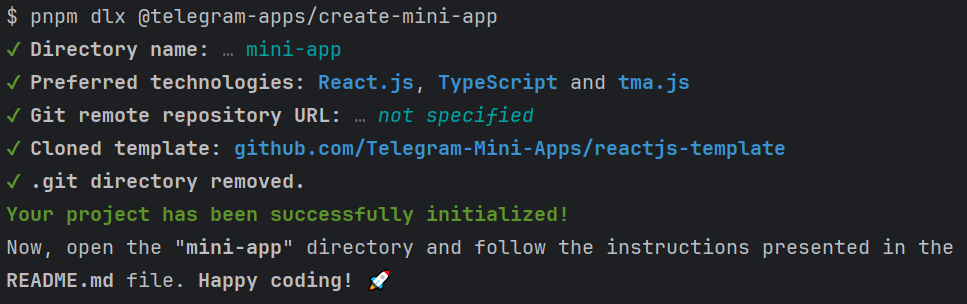 $ pnpm dlx @telegram-apps/create-mini-app
✓ Directory name: … mini-app
✓ Preferred technologies: React.js, TypeScript and tma.js
✓ Git remote repository URL: … not specified
✓ Cloned template: github.com/Telegram-Mini-Apps/reactjs-template
✓ .git directory removed.
Your project has been successfully initialized!
Now, open the "mini-app" directory and follow the instructions presented in the
README.md file. Happy coding! 🚀